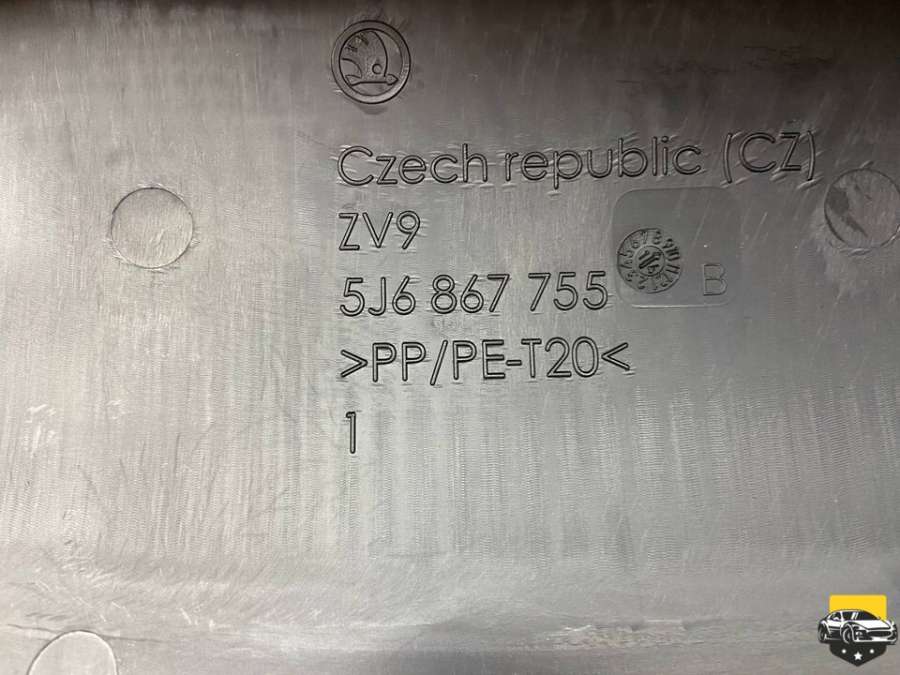 Czech republic (CZ)
ZV9
5J6 867 755
B
>PP/PE-T20<
1